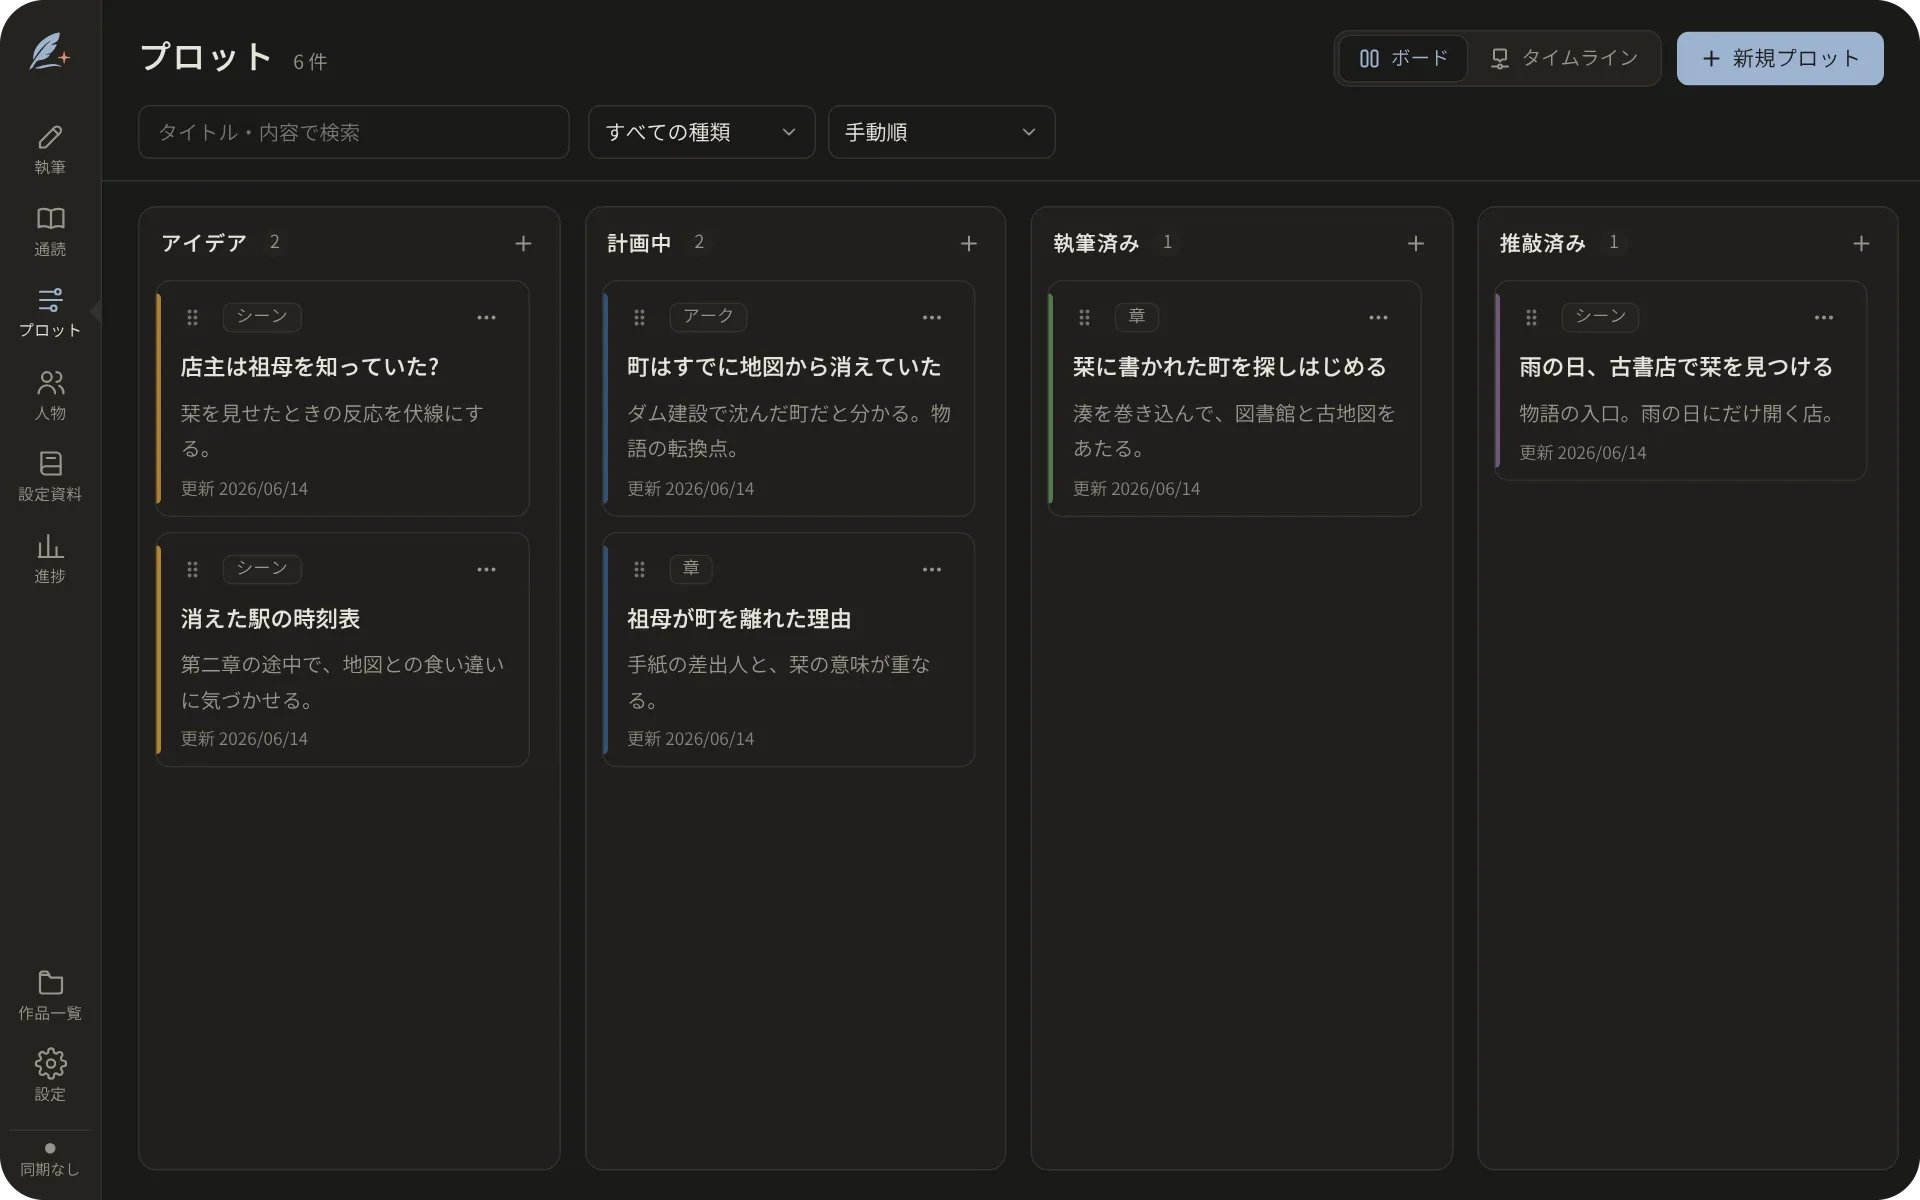 プロット 6 件
ボード
タイムライン
+ 新規プロット
タイトル・内容で検索
すべての種類
手動順
執筆
通読
プロット
人物
設定資料
進捗
作品一覧
設定
同期なし
アイデア 2
シーン
店主は祖母を知っていた?
栞を見せたときの反応を伏線にす
る。
更新 2026/06/14
シーン
消えた駅の時刻表
第二章の途中で、地図との食い違い
に気づかせる。
更新 2026/06/14
計画中 2
アーク
町はすでに地図から消えていた
ダム建設で沈んだ町だと分かる。物
語の転換点。
更新 2026/06/14
章
祖母が町を離れた理由
手紙の差出人と、栞の意味が重な
る。
更新 2026/06/14
執筆済み 1
章
栞に書かれた町を探しはじめる
湊を巻き込んで、図書館と古地図を
あたる。
更新 2026/06/14
推敲済み 1
シーン
雨の日、古書店で栞を見つける
物語の入口。雨の日にだけ開く店。
更新 2026/06/14